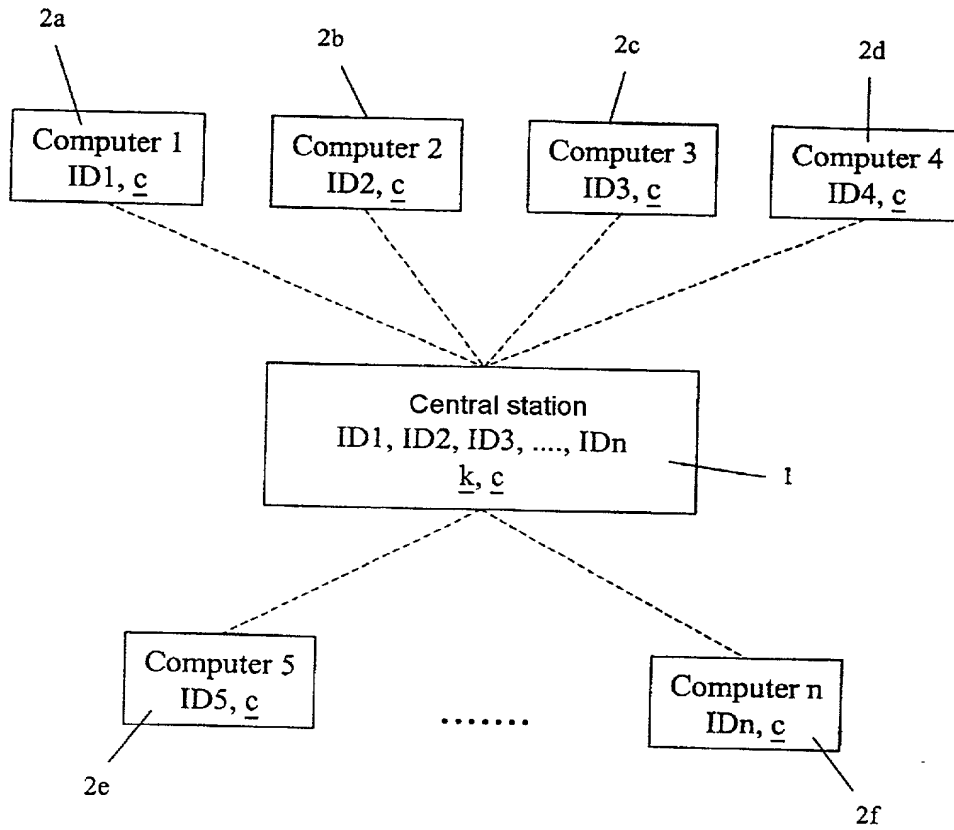 2a
2b
2c
2d
Computer 1
ID1, c
Computer 2
ID2, c
Computer 3
ID3, c
Computer 4
ID4, c
Central station
ID1, ID2, ID3, ...., IDn
k, c
1
Computer 5
ID5, c
.......
Computer n
IDn, c
2e
2f